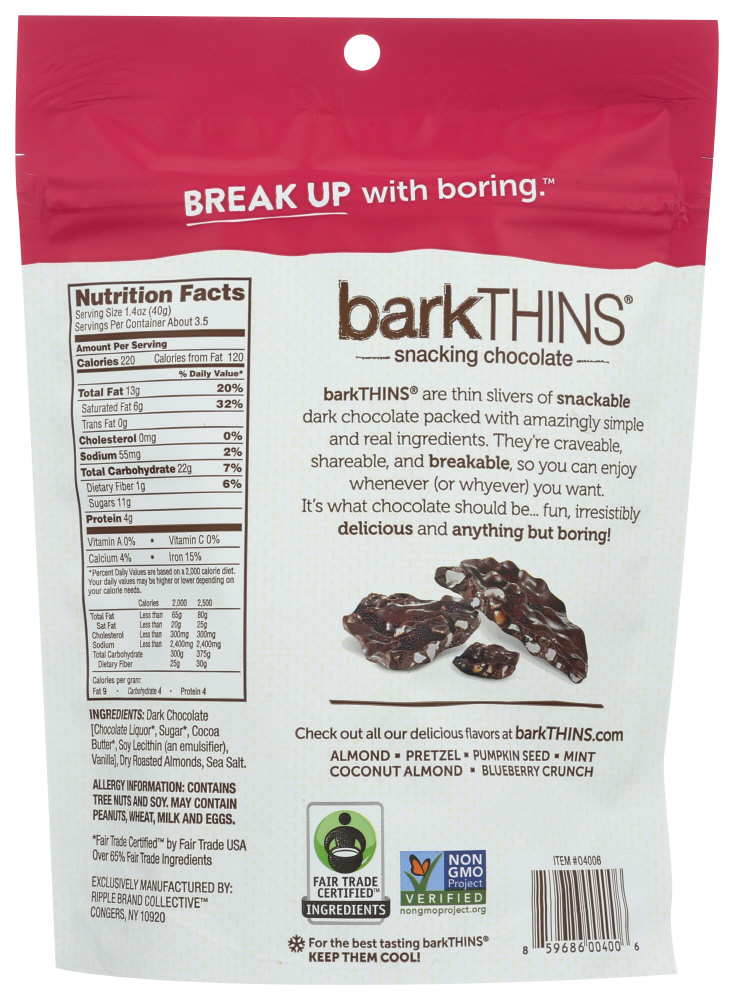 BREAK UP with boring.™
Nutrition Facts
Serving Size 1.4oz (40g)
Servings Per Container About 3.5
Amount Per Serving
Calories 220 Calories from Fat 120
% Daily Value*
Total Fat 13g 20%
Saturated Fat 6g 32%
Trans Fat 0g
Cholesterol 0mg 0%
Sodium 55mg 2%
Total Carbohydrate 22g 7%
Dietary Fiber 1g 6%
Sugars 11g
Protein 4g
Vitamin A 0% • Vitamin C 0%
Calcium 4% • Iron 15%
*Percent Daily Values are based on a 2,000 calorie diet.
Your daily values may be higher or lower depending on
your calorie needs.
Calories 2,000 2,500
Total Fat Less than 65g 80g
Sat Fat Less than 20g 25g
Cholesterol Less than 300mg 300mg
Sodium Less than 2,400mg 2,400mg
Total Carbohydrate 300g 375g
Dietary Fiber 25g 30g
Calories per gram:
Fat 9 • Carbohydrate 4 • Protein 4
INGREDIENTS: Dark Chocolate
[Chocolate Liquor*, Sugar*, Cocoa
Butter*, Soy Lecithin (an emulsifier),
Vanilla], Dry Roasted Almonds, Sea Salt.
ALLERGY INFORMATION: CONTAINS
TREE NUTS AND SOY. MAY CONTAIN
PEANUTS, WHEAT, MILK AND EGGS.
*Fair Trade Certified™ by Fair Trade USA
Over 65% Fair Trade Ingredients
EXCLUSIVELY MANUFACTURED BY:
RIPPLE BRAND COLLECTIVE™
CONGERS, NY 10920
barkTHINS®
snacking chocolate
barkTHINS® are thin slivers of snackable
dark chocolate packed with amazingly simple
and real ingredients. They're craveable,
shareable, and breakable, so you can enjoy
whenever (or whyever) you want.
It's what chocolate should be... fun, irresistibly
delicious and anything but boring!
Check out all our delicious flavors at barkTHINS.com
ALMOND ▪ PRETZEL ▪ PUMPKIN SEED ▪ MINT
COCONUT ALMOND ▪ BLUEBERRY CRUNCH
FAIR TRADE
CERTIFIED™
INGREDIENTS
NON
GMO
Project
VERIFIED
nongmoproject.org
For the best tasting barkTHINS®
KEEP THEM COOL!
ITEM #04006
8 59686 00400 6